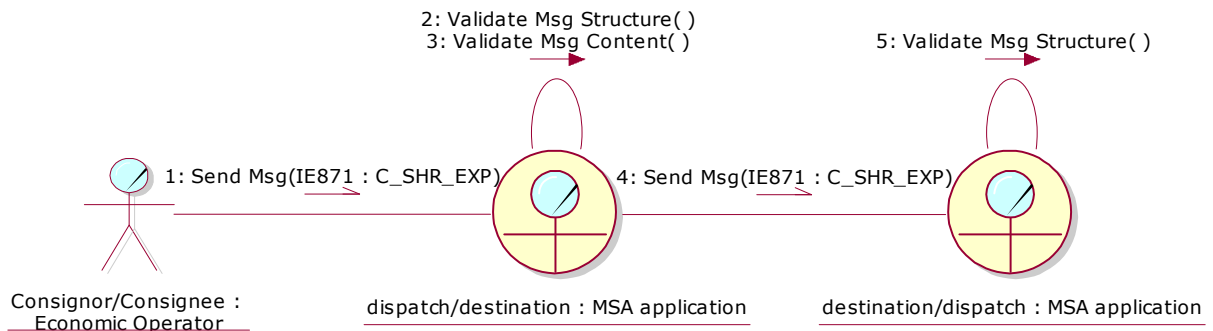 2: Validate Msg Structure( )
3: Validate Msg Content( )
5: Validate Msg Structure( )
1: Send Msg(IE871 : C_SHR_EXP)
4: Send Msg(IE871 : C_SHR_EXP)
Consignor/Consignee :
Economic Operator
dispatch/destination : MSA application
destination/dispatch : MSA application